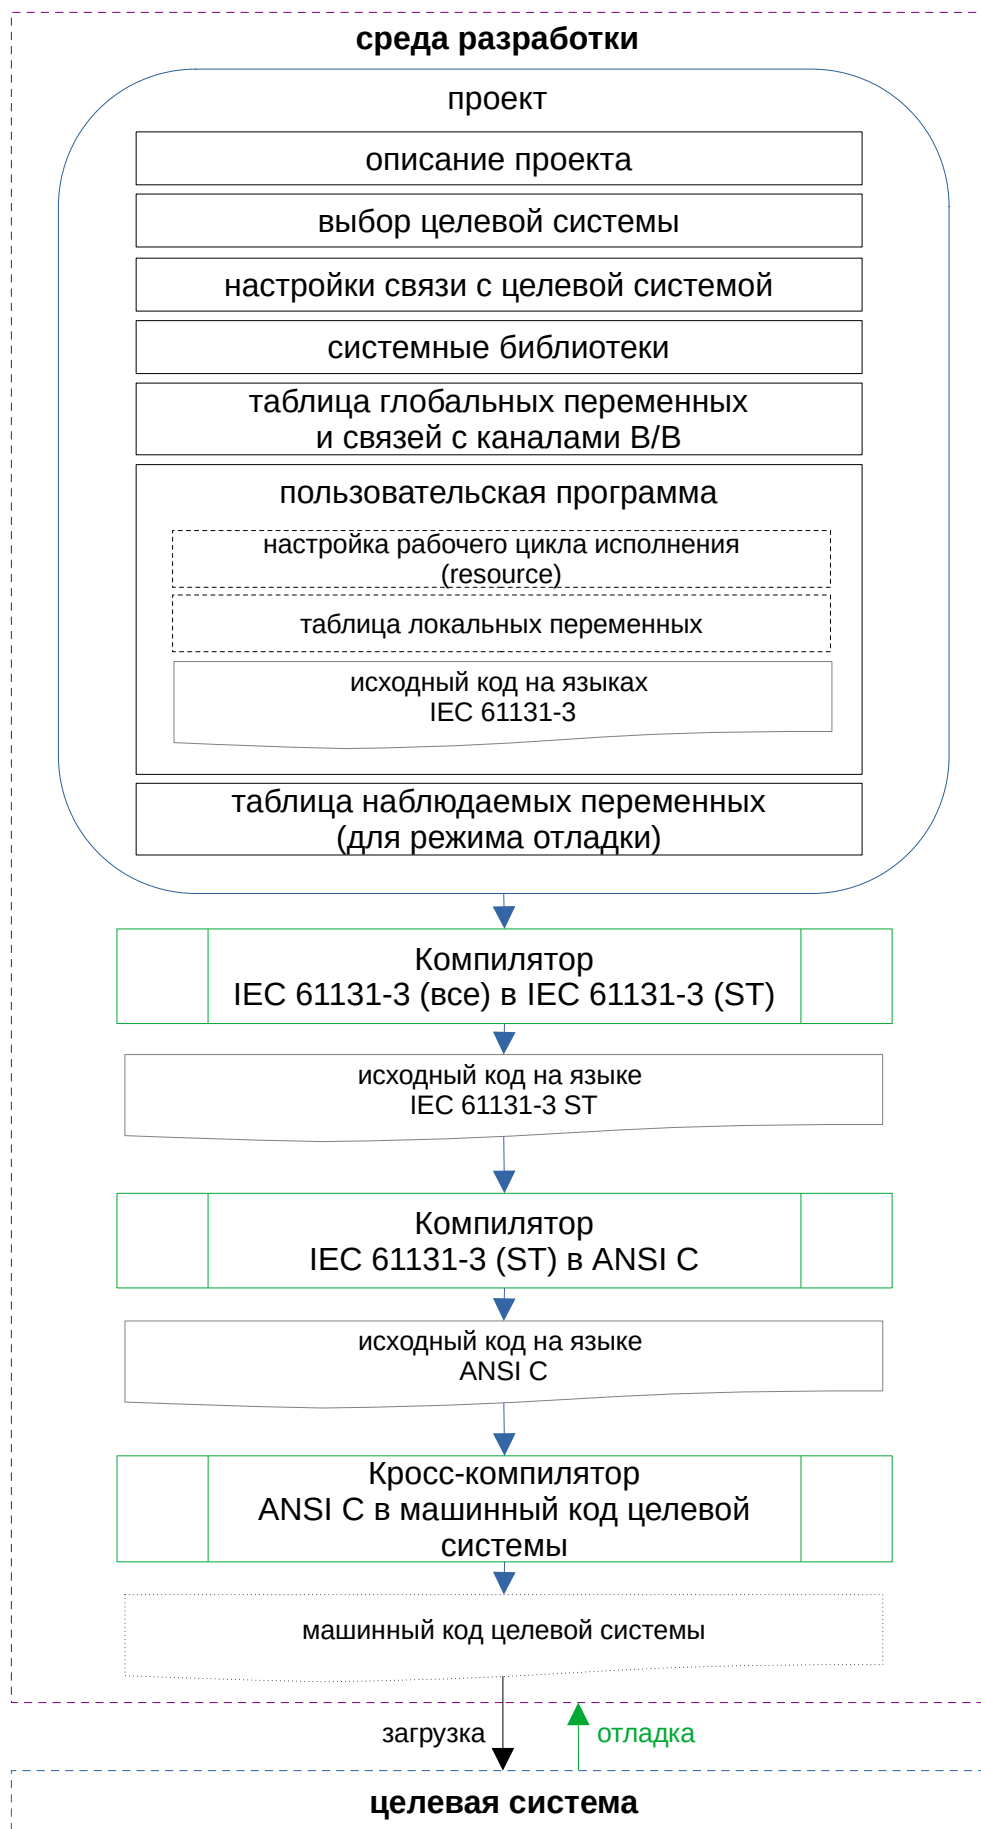 среда разработки
проект
описание проекта
выбор целевой системы
настройки связи с целевой системой
системные библиотеки
таблица глобальных переменных
и связей с каналами В/В
пользовательская программа
настройка рабочего цикла исполнения
(resource)
таблица локальных переменных
исходный код на языках
IEC 61131-3
таблица наблюдаемых переменных
(для режима отладки)
Компилятор
IEC 61131-3 (все) в IEC 61131-3 (ST)
исходный код на языке
IEC 61131-3 ST
Компилятор
IEC 61131-3 (ST) в ANSI C
исходный код на языке
ANSI C
Кросс-компилятор
ANSI C в машинный код целевой
системы
машинный код целевой системы
загрузка
отладка
целевая система